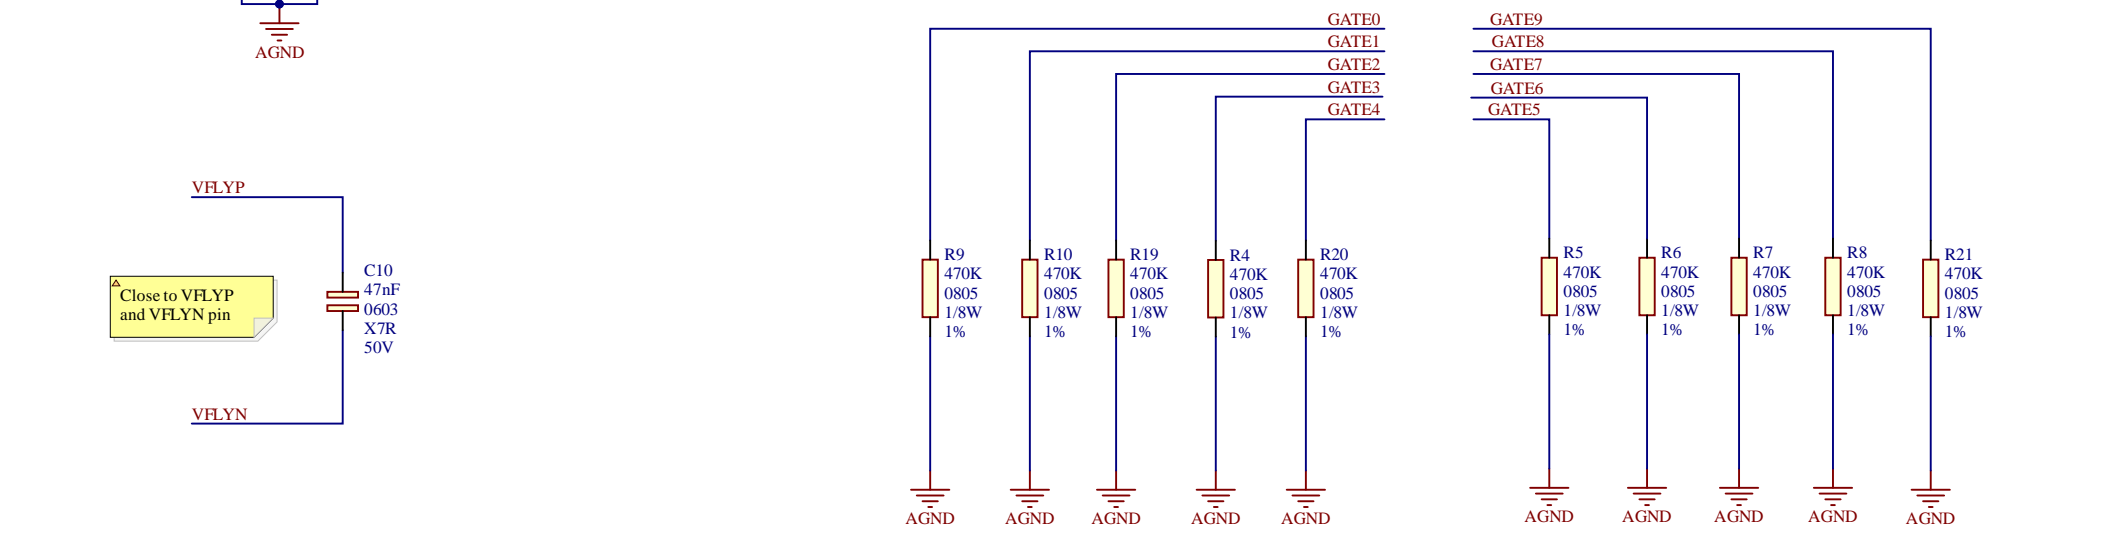 AGND
GATE0
GATE1
GATE2
GATE3
GATE4
GATE9
GATE8
GATE7
GATE6
GATE5
VFLYP
Close to VFLYP
and VFLYN pin
C10
47nF
0603
X7R
50V
VFLYN
R9
470K
0805
1/8W
1%
R10
470K
0805
1/8W
1%
R19
470K
0805
1/8W
1%
R4
470K
0805
1/8W
1%
R20
470K
0805
1/8W
1%
R5
470K
0805
1/8W
1%
R6
470K
0805
1/8W
1%
R7
470K
0805
1/8W
1%
R8
470K
0805
1/8W
1%
R21
470K
0805
1/8W
1%
AGND
AGND
AGND
AGND
AGND
AGND
AGND
AGND
AGND
AGND